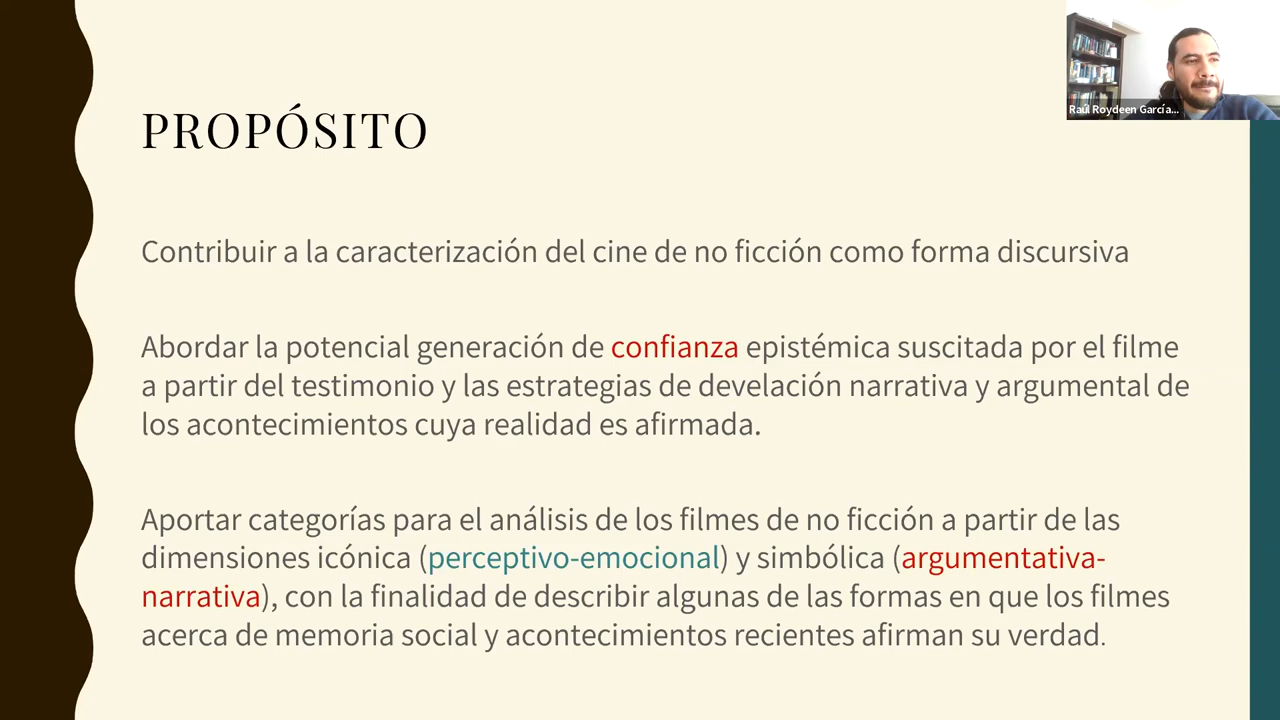 Raúl Roydeen García...
PROPÓSITO
Contribuir a la caracterización del cine de no ficción como forma discursiva
Abordar la potencial generación de confianza epistémica suscitada por el filme
a partir del testimonio y las estrategias de develación narrativa y argumental de
los acontecimientos cuya realidad es afirmada.
Aportar categorías para el análisis de los filmes de no ficción a partir de las
dimensiones icónica (perceptivo-emocional) y simbólica (argumentativa-
narrativa), con la finalidad de describir algunas de las formas en que los filmes
acerca de memoria social y acontecimientos recientes afirman su verdad.